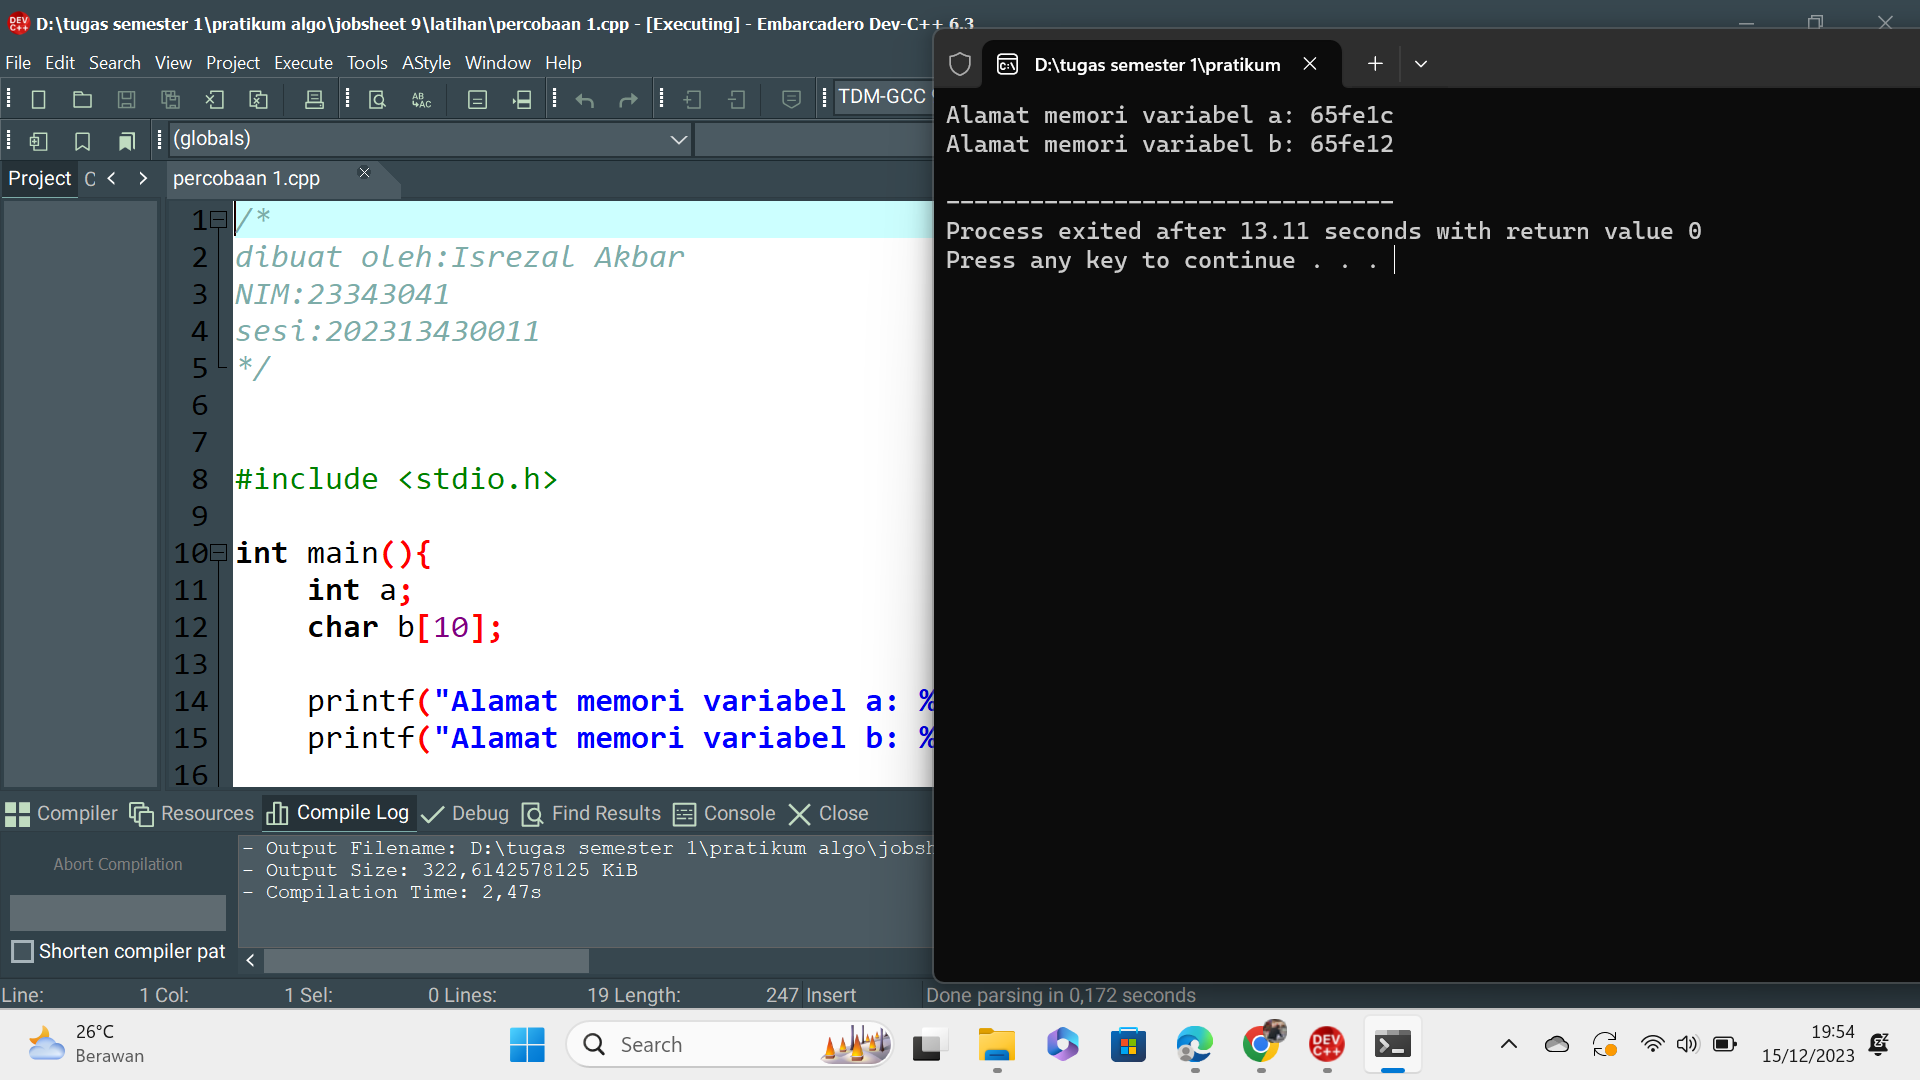 D:\tugas semester 1\pratikum algo\jobsheet 9\latihan\percobaan 1.cpp - [Executing] - Embarcadero Dev-C++ 6.3
File Edit Search View Project Execute Tools AStyle Window Help
TDM-GCC
(globals)
Project
percobaan 1.cpp
1 /*
2 dibuat oleh:Isrezal Akbar
3 NIM:23343041
4 sesi:202313430011
5 */
6
7
8 #include <stdio.h>
9
10 int main(){
11 int a;
12 char b[10];
13
14 printf("Alamat memori variabel a: %
15 printf("Alamat memori variabel b: %
16
Compiler Resources Compile Log Debug Find Results Console Close
Abort Compilation
Shorten compiler pat
- Output Filename: D:\tugas semester 1\pratikum algo\jobsh
- Output Size: 322,6142578125 KiB
- Compilation Time: 2,47s
Line: 1 Col: 1 Sel: 0 Lines: 19 Length: 247 Insert Done parsing in 0,172 seconds
D:\tugas semester 1\pratikum
Alamat memori variabel a: 65fe1c
Alamat memori variabel b: 65fe12
--------------------------------
Process exited after 13.11 seconds with return value 0
Press any key to continue . . .
26°C
Berawan
Search
DEV
C++
19:54
15/12/2023